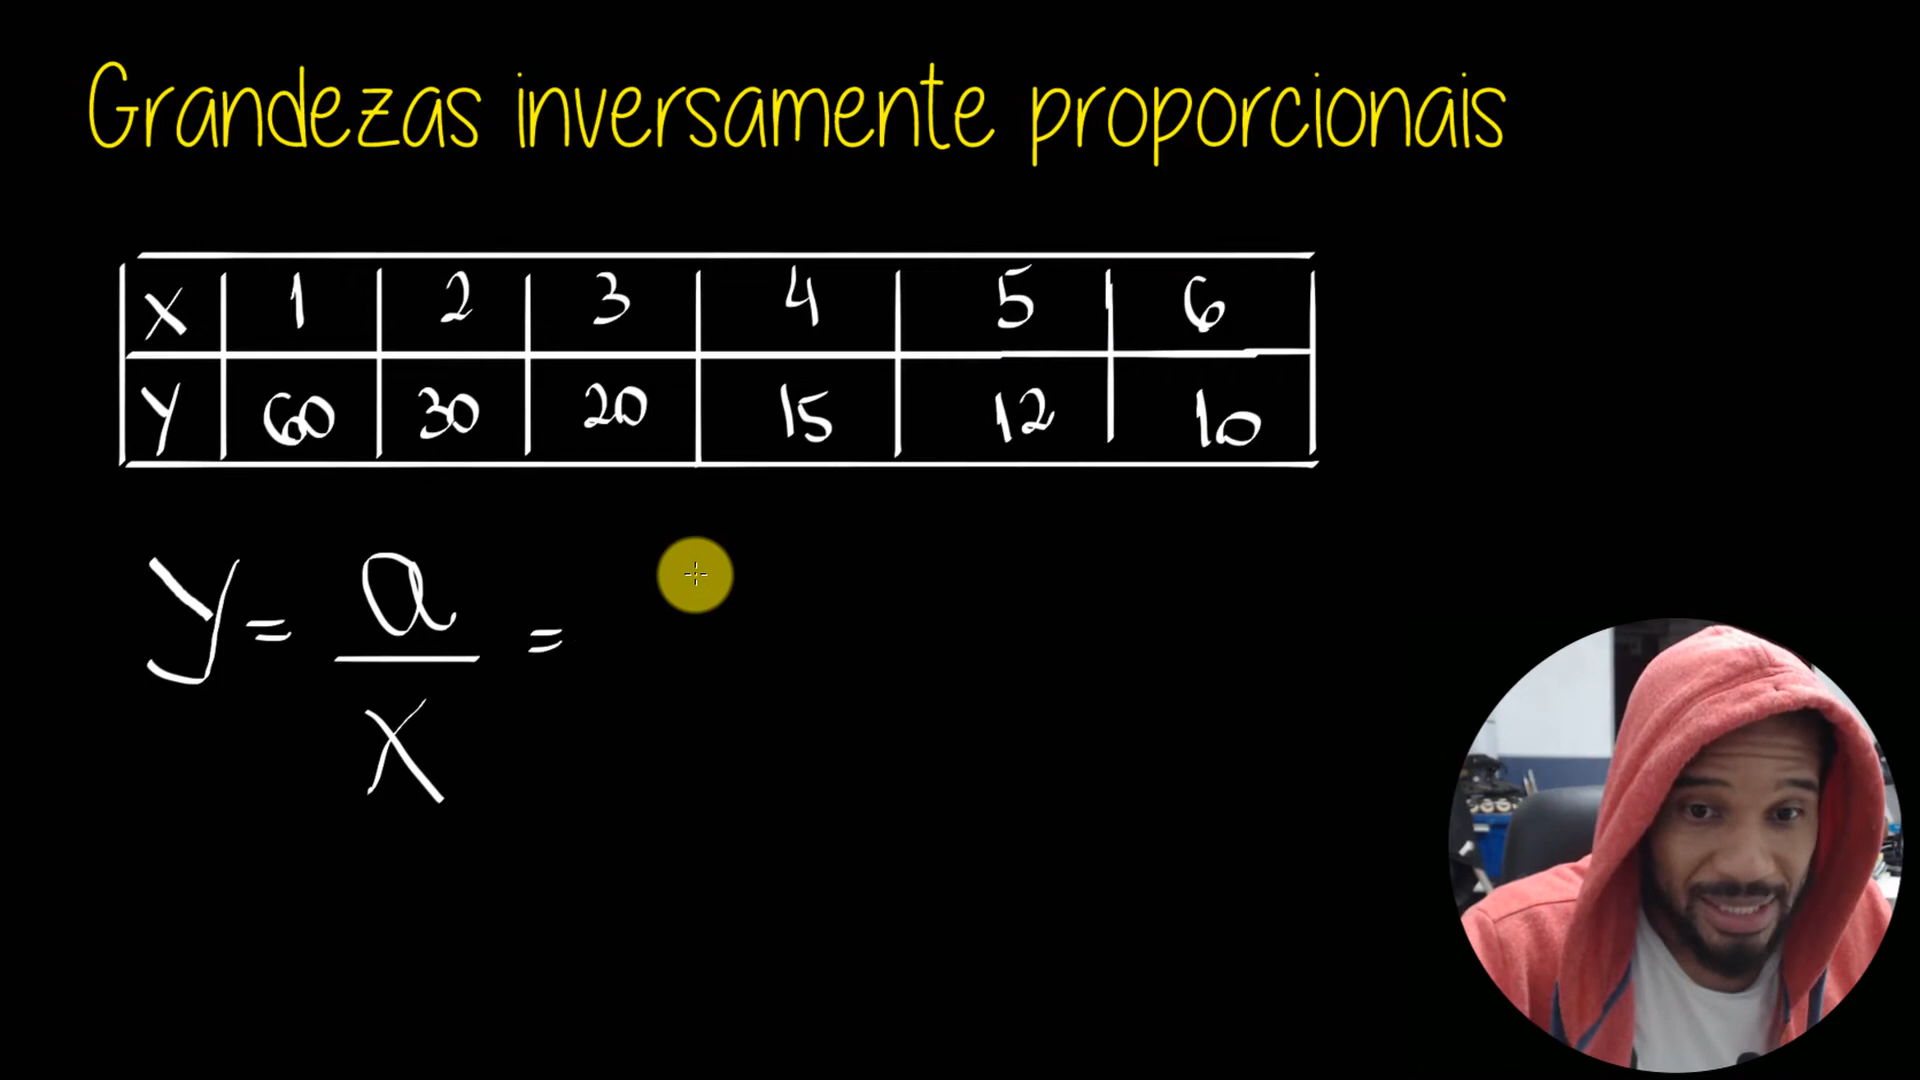 Grandezas inversamente proporcionais
X 1 2 3 4 5 6
Y 60 30 20 15 12 10
y = a/x =